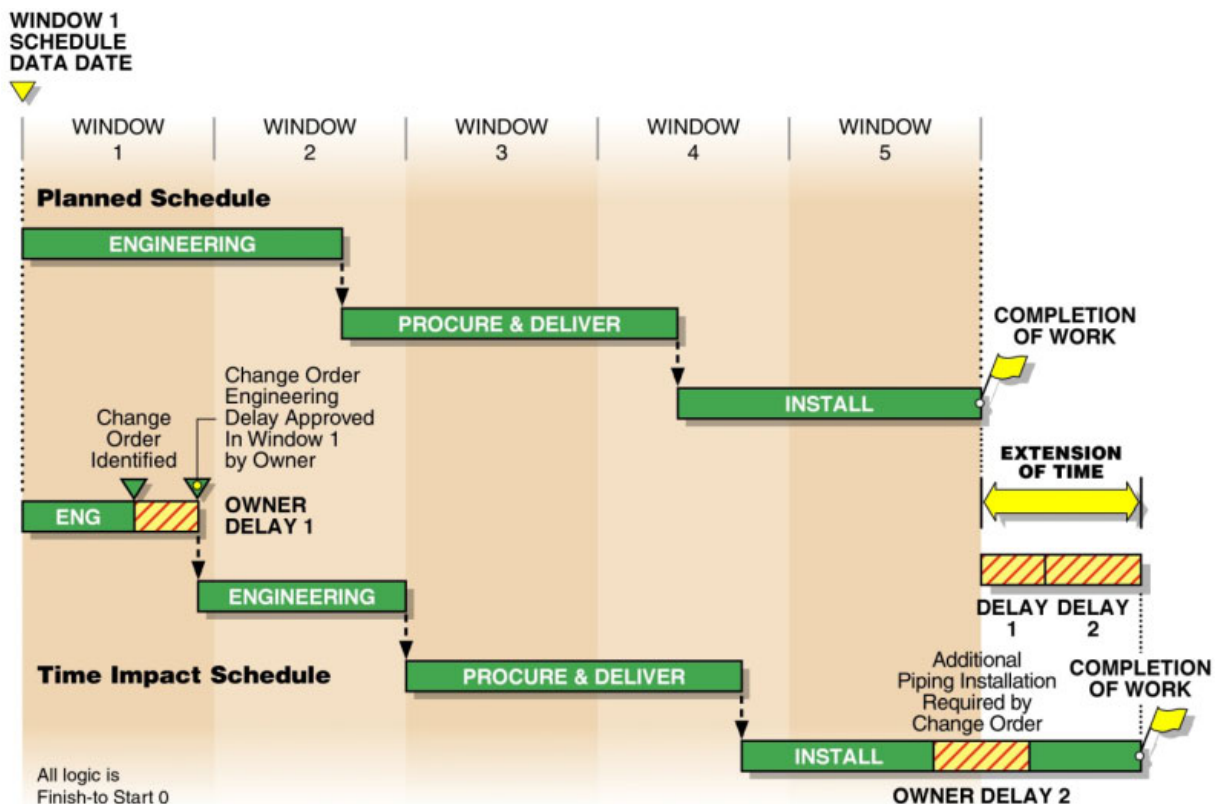 WINDOW 1
SCHEDULE
DATA DATE
WINDOW
1
WINDOW
2
WINDOW
3
WINDOW
4
WINDOW
5
Planned Schedule
ENGINEERING
PROCURE & DELIVER
COMPLETION
OF WORK
INSTALL
Change
Order
Identified
Change Order
Engineering
Delay Approved
In Window 1
by Owner
EXTENSION
OF TIME
ENG
OWNER
DELAY 1
ENGINEERING
DELAY
1
DELAY
2
Time Impact Schedule
PROCURE & DELIVER
Additional
Piping Installation
Required by
Change Order
COMPLETION
OF WORK
INSTALL
All logic is
Finish-to Start 0
OWNER DELAY 2